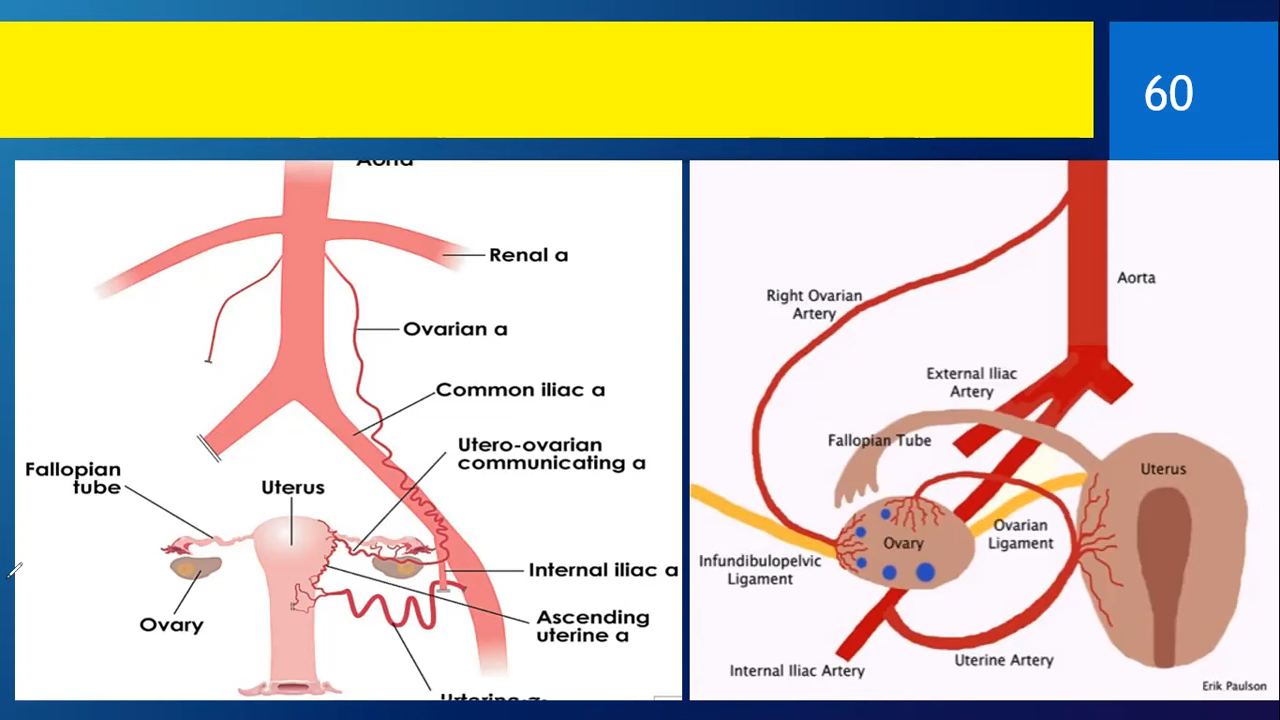 60
Aorta
Renal a
Ovarian a
Common iliac a
Utero-ovarian
communicating a
Fallopian
tube
Uterus
Internal iliac a
Ovary
Ascending
uterine a
Aorta
Right Ovarian
Artery
External Iliac
Artery
Fallopian Tube
Uterus
Ovarian
Ligament
Ovary
Infundibulopelvic
Ligament
Internal Iliac Artery
Uterine Artery
Erik Paulson